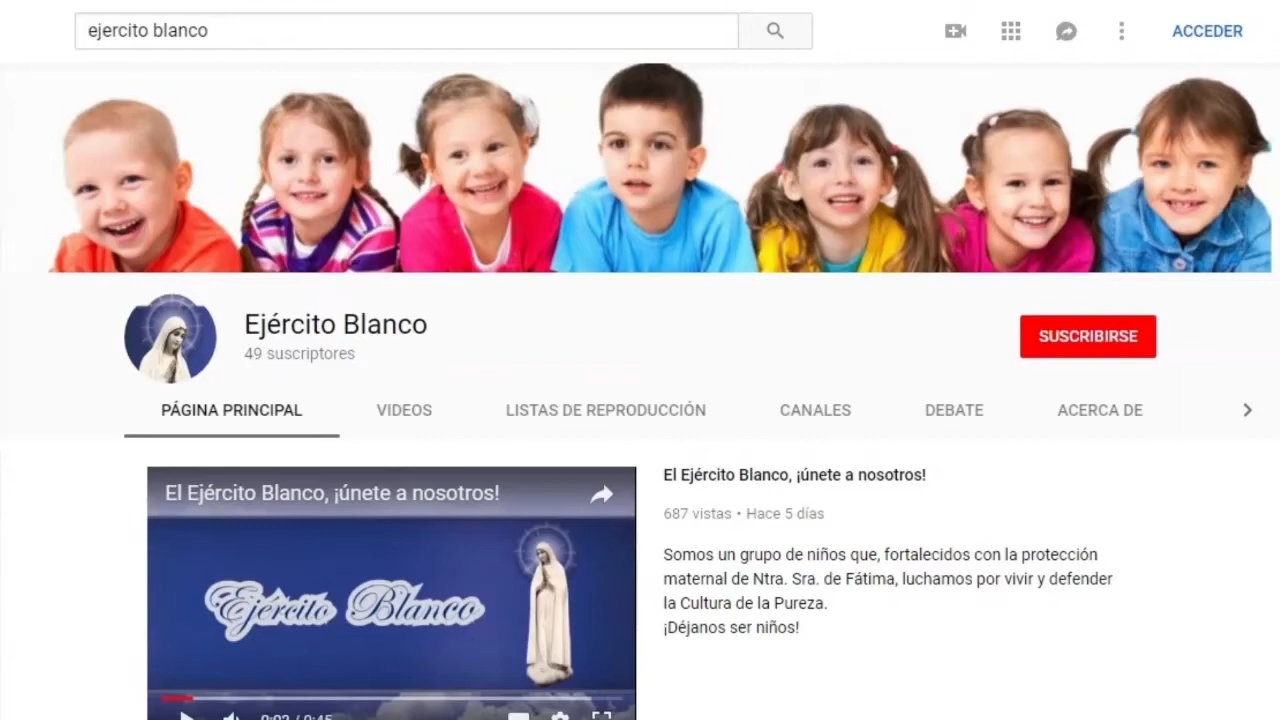 ejercito blanco
ACCEDER
Ejército Blanco
49 suscriptores
SUSCRIBIRSE
PÁGINA PRINCIPAL
VIDEOS
LISTAS DE REPRODUCCIÓN
CANALES
DEBATE
ACERCA DE
El Ejército Blanco, ¡únete a nosotros!
Ejército Blanco
El Ejército Blanco, ¡únete a nosotros!
687 vistas • Hace 5 días
Somos un grupo de niños que, fortalecidos con la protección
maternal de Ntra. Sra. de Fátima, luchamos por vivir y defender
la Cultura de la Pureza.
¡Déjanos ser niños!